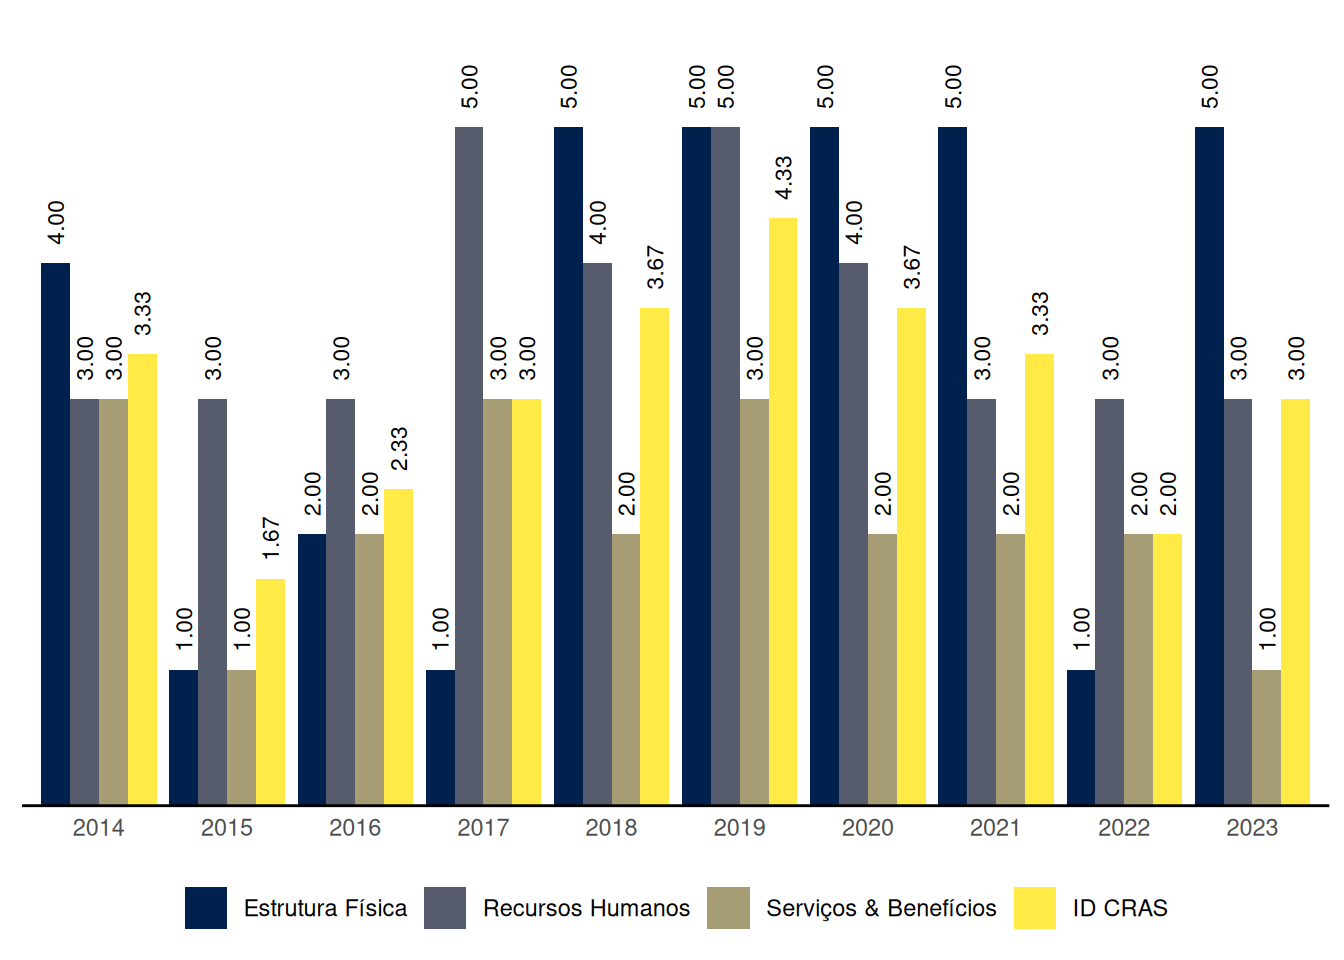 4.00 3.00 3.00 3.33 1.00 3.00 1.00 1.67 2.00 3.00 2.00 2.33 1.00 5.00 3.00 3.00 5.00 4.00 2.00 3.67 5.00 5.00 3.00 4.33 5.00 4.00 2.00 3.67 5.00 3.00 2.00 3.33 1.00 3.00 2.00 2.00 5.00 3.00 1.00 3.00
2014 2015 2016 2017 2018 2019 2020 2021 2022 2023
Estrutura Física Recursos Humanos Serviços & Benefícios ID CRAS